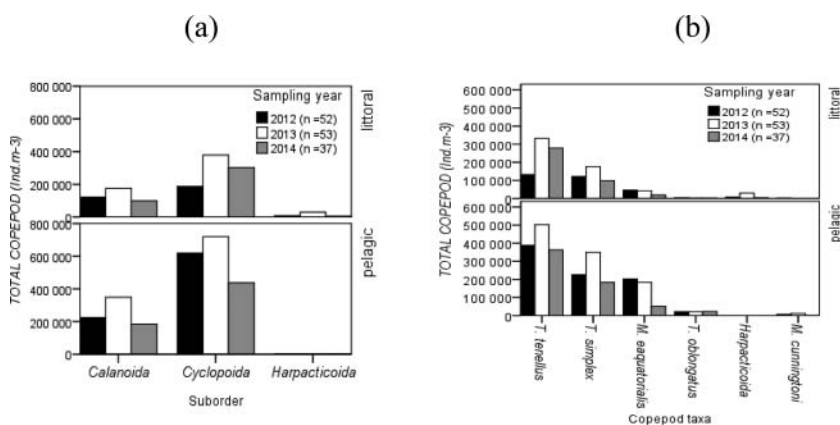 (a)
(b)
TOTAL COPEPOD (Ind.m-3)
800 000
600 000
400 000
200 000
0
Sampling year
2012 (n =52)
2013 (n =53)
2014 (n =37)
littoral
800 000
600 000
400 000
200 000
0
pelagic
Calanoida Cyclopoida Harpacticoida
Suborder
TOTAL COPEPOD (Ind.m-3)
600 000
500 000
400 000
300 000
200 000
100 000
0
Sampling year
2012 (n =52)
2013 (n =53)
2014 (n =37)
littoral
600 000
500 000
400 000
300 000
200 000
100 000
0
pelagic
T. tenellus
T. simplex
M. eaquatorialis
T. oblongatus
Harpacticoida
M. cunningtoni
Copepod taxa